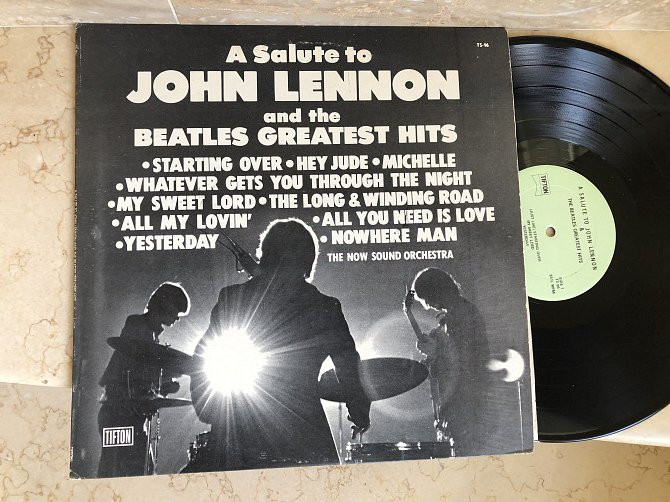 TS-96
A Salute to
JOHN LENNON
and the
BEATLES GREATEST HITS
•STARTING OVER •HEY JUDE •MICHELLE
•WHATEVER GETS YOU THROUGH THE NIGHT
•MY SWEET LORD •THE LONG & WINDING ROAD
•ALL MY LOVIN' •ALL YOU NEED IS LOVE
•YESTERDAY •NOWHERE MAN
THE NOW SOUND ORCHESTRA
TIFTON
TIFTON
A SALUTE TO JOHN LENNON
&
THE BEATLES GREATEST HITS